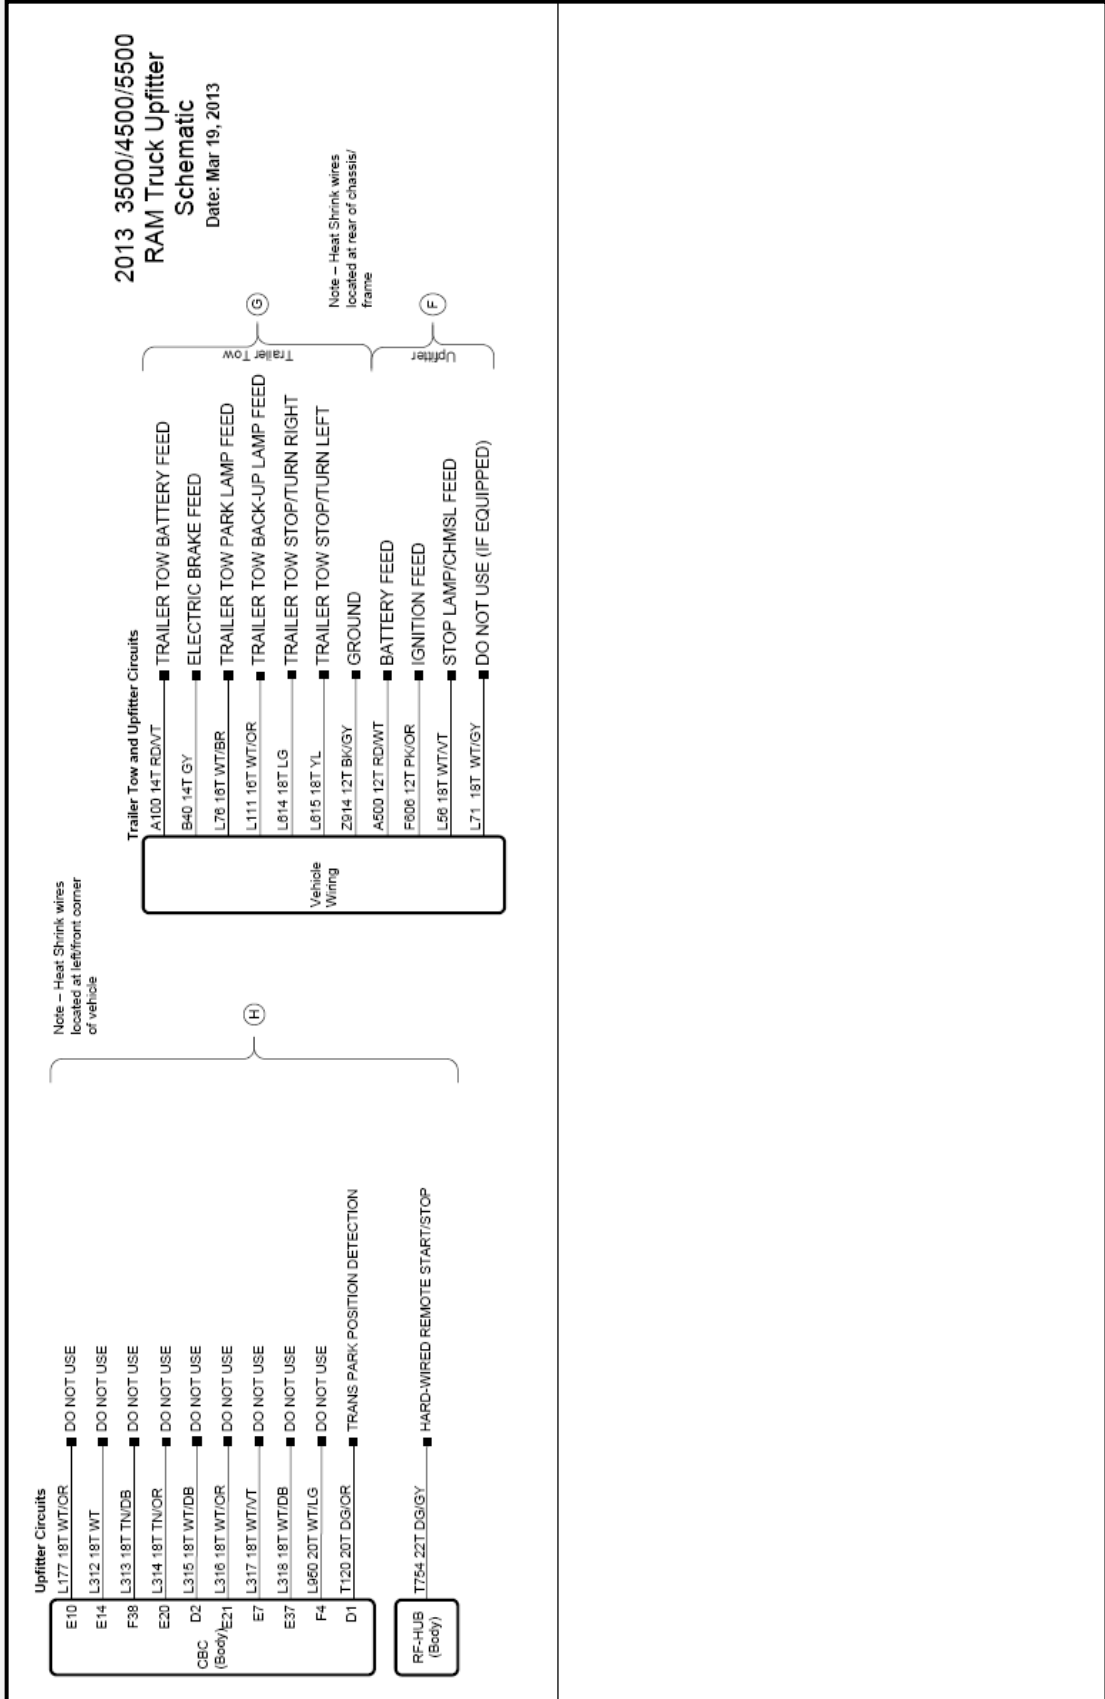 2013 3500/4500/5500
RAM Truck Upfitter
Schematic
Date: Mar 19, 2013
Note – Heat Shrink wires
located at left/front corner
of vehicle
Upfitter Circuits
CBC
(Body)
E10 L177 18T WT/OR DO NOT USE
E14 L312 18T WT DO NOT USE
F38 L313 18T TN/DB DO NOT USE
E20 L314 18T TN/OR DO NOT USE
D2 L315 18T WT/DB DO NOT USE
E21 L316 18T WT/OR DO NOT USE
E7 L317 18T WT/VT DO NOT USE
E37 L318 18T WT/DB DO NOT USE
F4 L950 20T WT/LG DO NOT USE
D1 T120 20T DG/OR TRANS PARK POSITION DETECTION
RF-HUB
(Body)
T754 22T DG/GY HARD-WIRED REMOTE START/STOP
H
Trailer Tow and Upfitter Circuits
Vehicle
Wiring
A100 14T RD/VT TRAILER TOW BATTERY FEED
B40 14T GY ELECTRIC BRAKE FEED
L76 16T WT/BR TRAILER TOW PARK LAMP FEED
L111 16T WT/OR TRAILER TOW BACK-UP LAMP FEED
L614 18T LG TRAILER TOW STOP/TURN RIGHT
L615 18T YL TRAILER TOW STOP/TURN LEFT
Z914 12T BK/GY GROUND
A500 12T RD/WT BATTERY FEED
F606 12T PK/OR IGNITION FEED
L56 18T WT/VT STOP LAMP/CHMSL FEED
L71 18T WT/GY DO NOT USE (IF EQUIPPED)
Trailer Tow
G
Upfitter
F
Note – Heat Shrink wires
located at rear of chassis/
frame